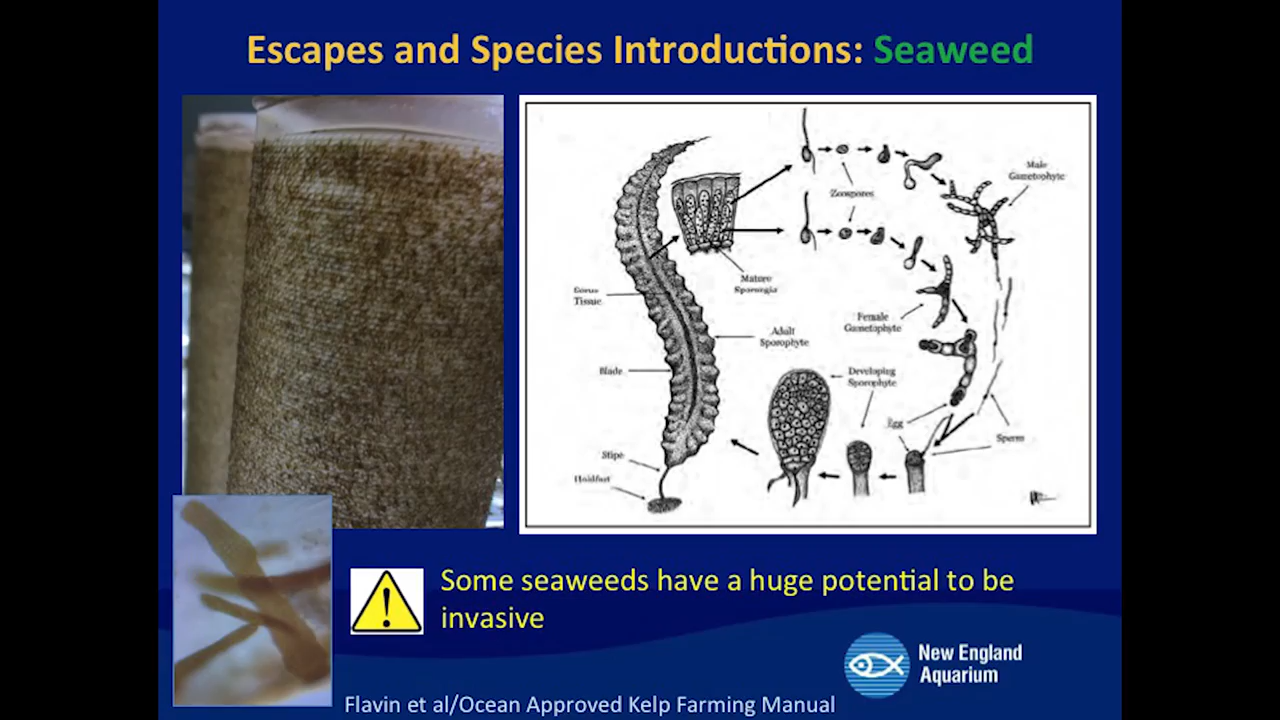 Escapes and Species Introductions: Seaweed
Male
Gametophyte
Zoospores
Mature
Sporangia
Sorus
Tissue
Female
Gametophyte
Adult
Sporophyte
Blade
Developing
Sporophyte
Egg
Sperm
Stipe
Holdfast
Some seaweeds have a huge potential to be
invasive
New England
Aquarium
Flavin et al/Ocean Approved Kelp Farming Manual